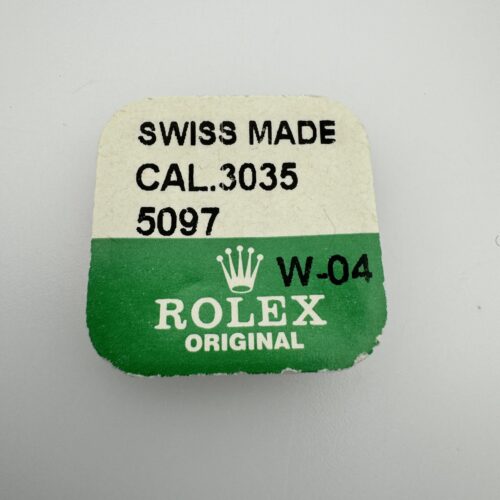 SWISS MADE
CAL.3035
5097
W-04
ROLEX
ORIGINAL